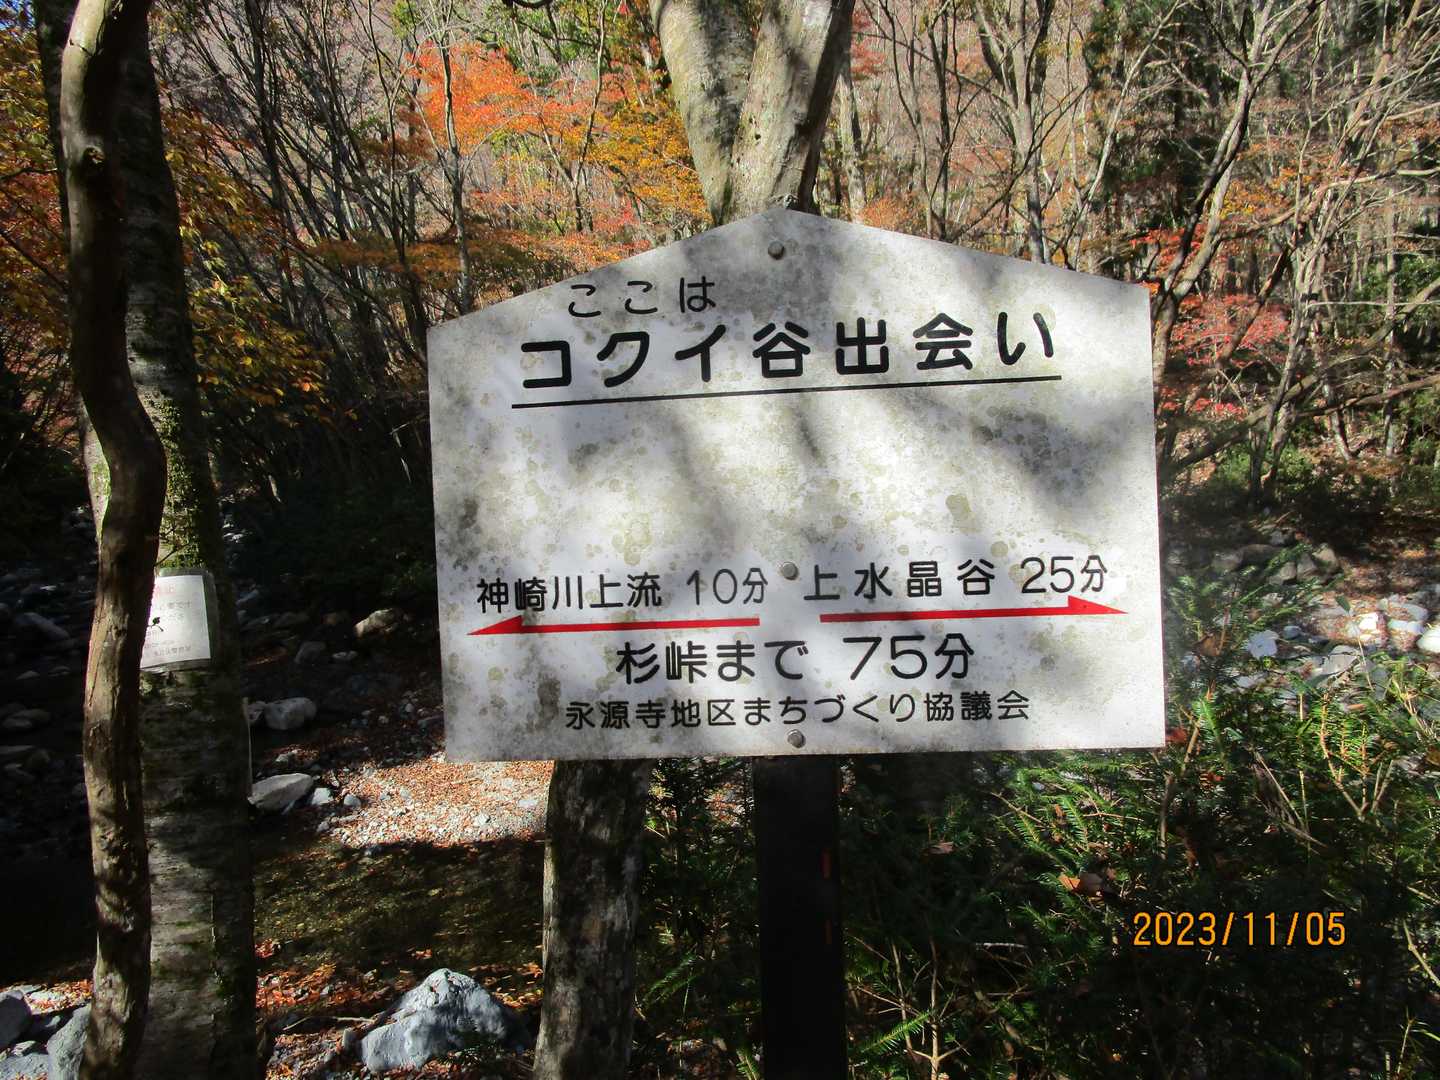 ここは
コクイ谷出会い
神崎川上流 10分 上水晶谷 25分
杉峠まで 75分
永源寺地区まちづくり協議会
2023/11/05